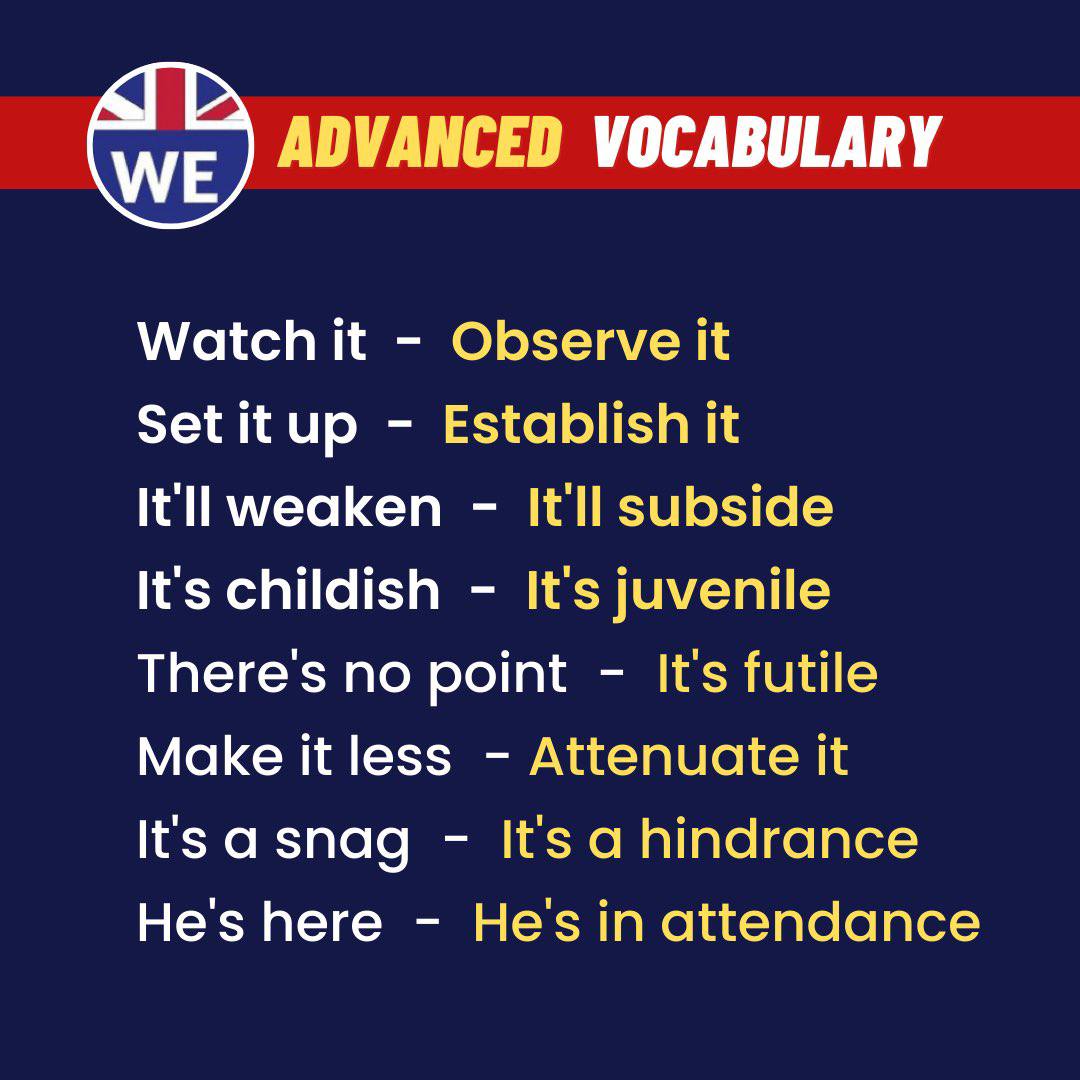 WE
ADVANCED VOCABULARY
Watch it - Observe it
Set it up - Establish it
It'll weaken - It'll subside
It's childish - It's juvenile
There's no point - It's futile
Make it less - Attenuate it
It's a snag - It's a hindrance
He's here - He's in attendance